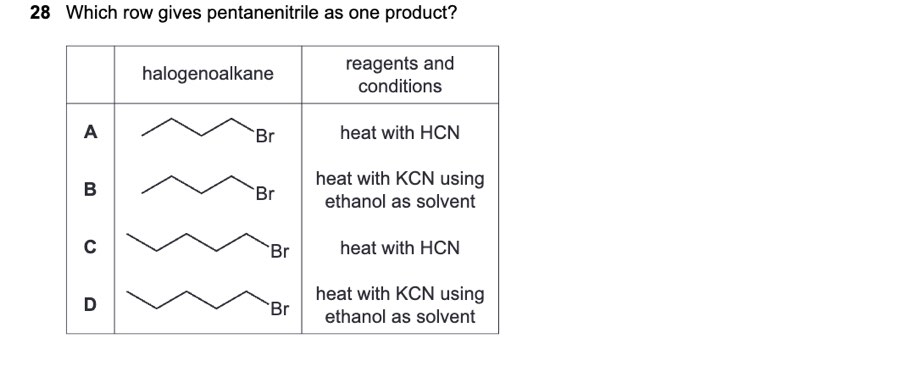 28 Which row gives pentanenitrile as one product?
halogenoalkane
reagents and
conditions
A
Br
heat with HCN
B
Br
heat with KCN using
ethanol as solvent
C
Br
heat with HCN
D
Br
heat with KCN using
ethanol as solvent